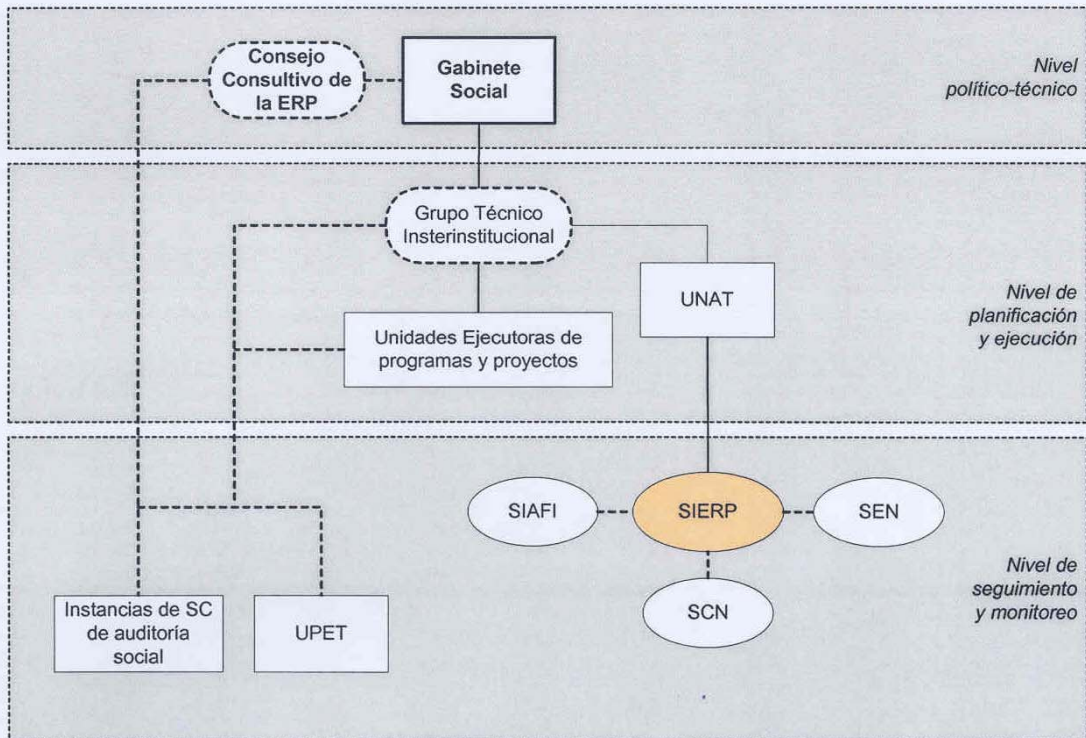 Consejo
Consultivo de
la ERP
Gabinete
Social
Nivel
político-técnico
Grupo Técnico
Insterinstitucional
UNAT
Unidades Ejecutoras de
programas y proyectos
Nivel de
planificación
y ejecución
SIAFI
SIERP
SEN
SCN
Instancias de SC
de auditoría
social
UPET
Nivel de
seguimiento
y monitoreo